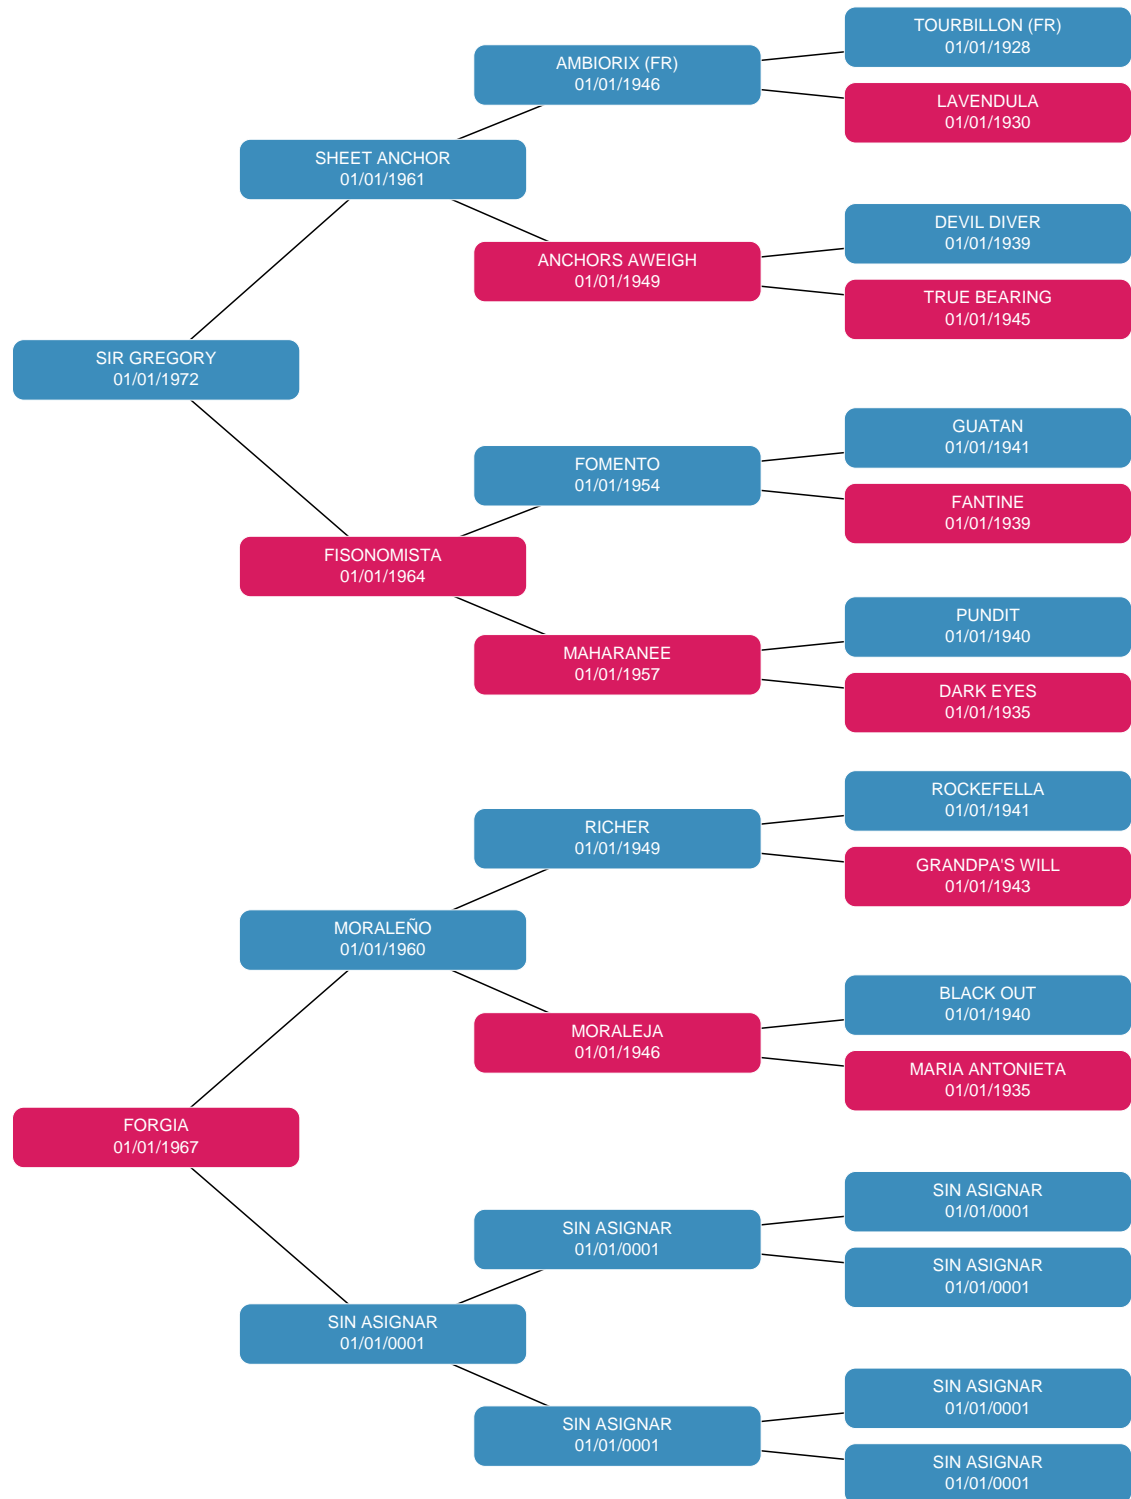 TOURBILLON (FR)
01/01/1928
AMBIORIX (FR)
01/01/1946
LAVENDULA
01/01/1930
SHEET ANCHOR
01/01/1961
DEVIL DIVER
01/01/1939
ANCHORS AWEIGH
01/01/1949
TRUE BEARING
01/01/1945
SIR GREGORY
01/01/1972
GUATAN
01/01/1941
FOMENTO
01/01/1954
FANTINE
01/01/1939
FISONOMISTA
01/01/1964
PUNDIT
01/01/1940
MAHARANEE
01/01/1957
DARK EYES
01/01/1935
ROCKEFELLA
01/01/1941
RICHER
01/01/1949
GRANDPA'S WILL
01/01/1943
MORALEÑO
01/01/1960
BLACK OUT
01/01/1940
MORALEJA
01/01/1946
MARIA ANTONIETA
01/01/1935
FORGIA
01/01/1967
SIN ASIGNAR
01/01/0001
SIN ASIGNAR
01/01/0001
SIN ASIGNAR
01/01/0001
SIN ASIGNAR
01/01/0001
SIN ASIGNAR
01/01/0001
SIN ASIGNAR
01/01/0001
SIN ASIGNAR
01/01/0001